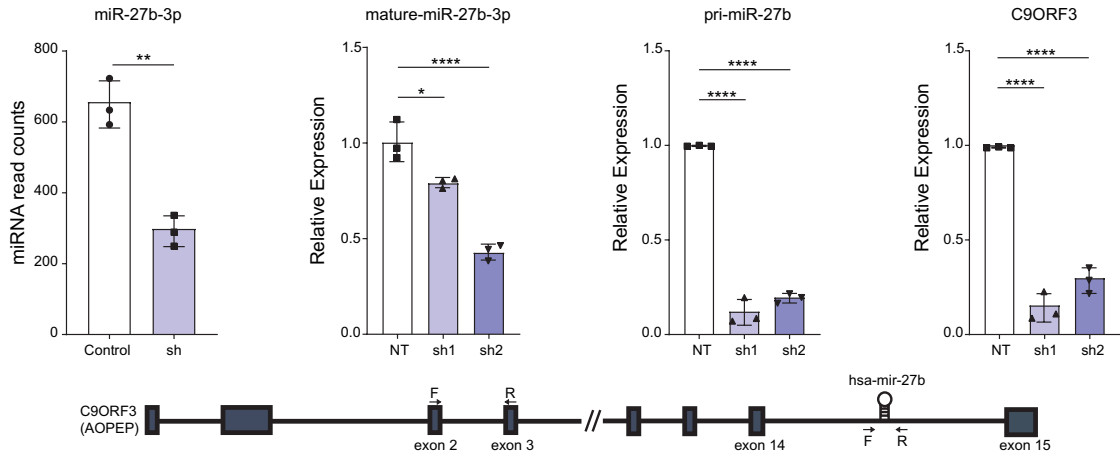 miR-27b-3p
miRNA read counts
800
600
400
200
0
**
Control sh
mature-miR-27b-3p
Relative Expression
1.5
1.0
0.5
0.0
****
*
NT sh1 sh2
pri-miR-27b
Relative Expression
1.5
1.0
0.5
0.0
****
****
NT sh1 sh2
C9ORF3
Relative Expression
1.5
1.0
0.5
0.0
****
****
NT sh1 sh2
C9ORF3
(AOPEP)
F R
//
hsa-mir-27b
F R
exon 2 exon 3 exon 14 exon 15